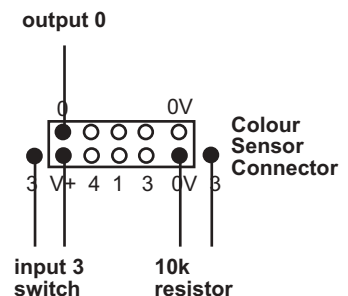 output 0
0 0V
Colour
Sensor
Connector
3 V+ 4 1 3 0V 3
input 3
switch
10k
resistor